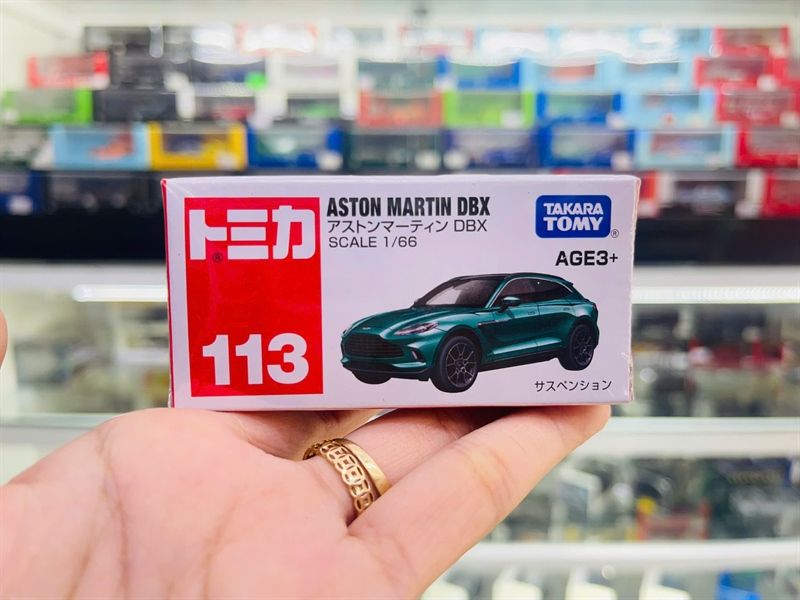 トミカ®
113
ASTON MARTIN DBX
アストンマーティン DBX
SCALE 1/66
TAKARA
TOMY®
AGE3+
サスペンション